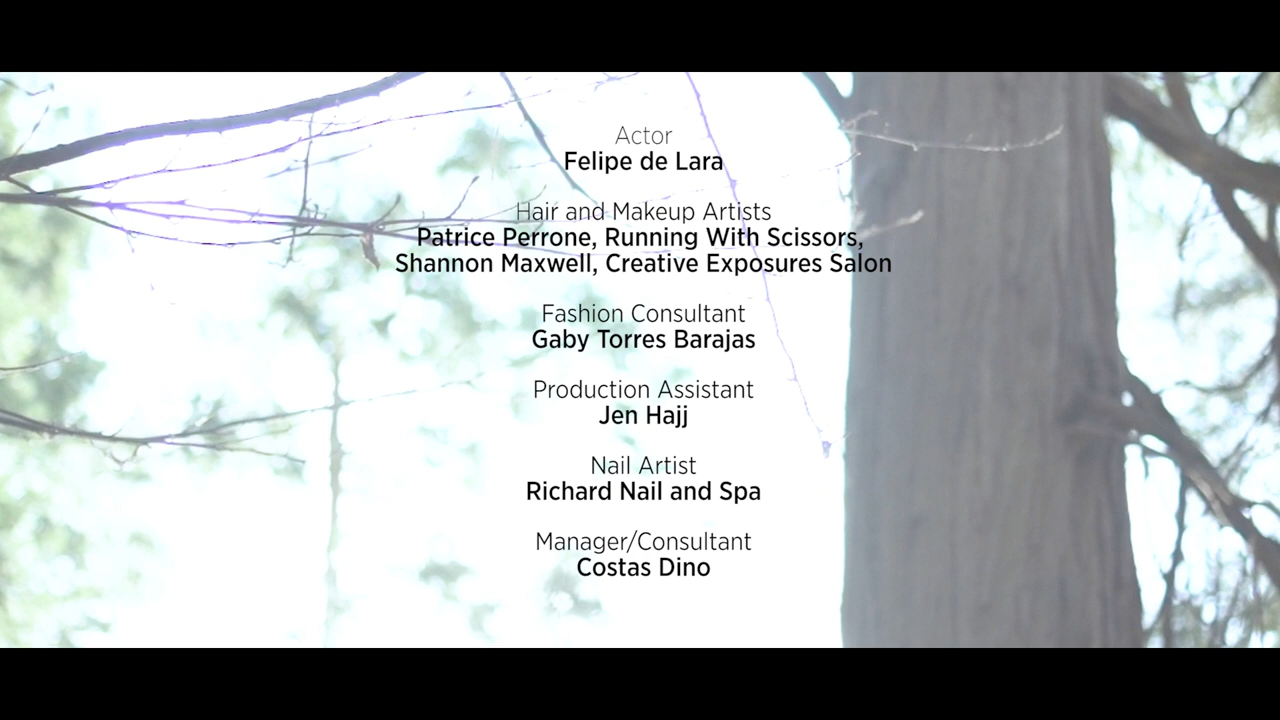 Actor
Felipe de Lara
Hair and Makeup Artists
Patrice Perrone, Running With Scissors,
Shannon Maxwell, Creative Exposures Salon
Fashion Consultant
Gaby Torres Barajas
Production Assistant
Jen Hajj
Nail Artist
Richard Nail and Spa
Manager/Consultant
Costas Dino